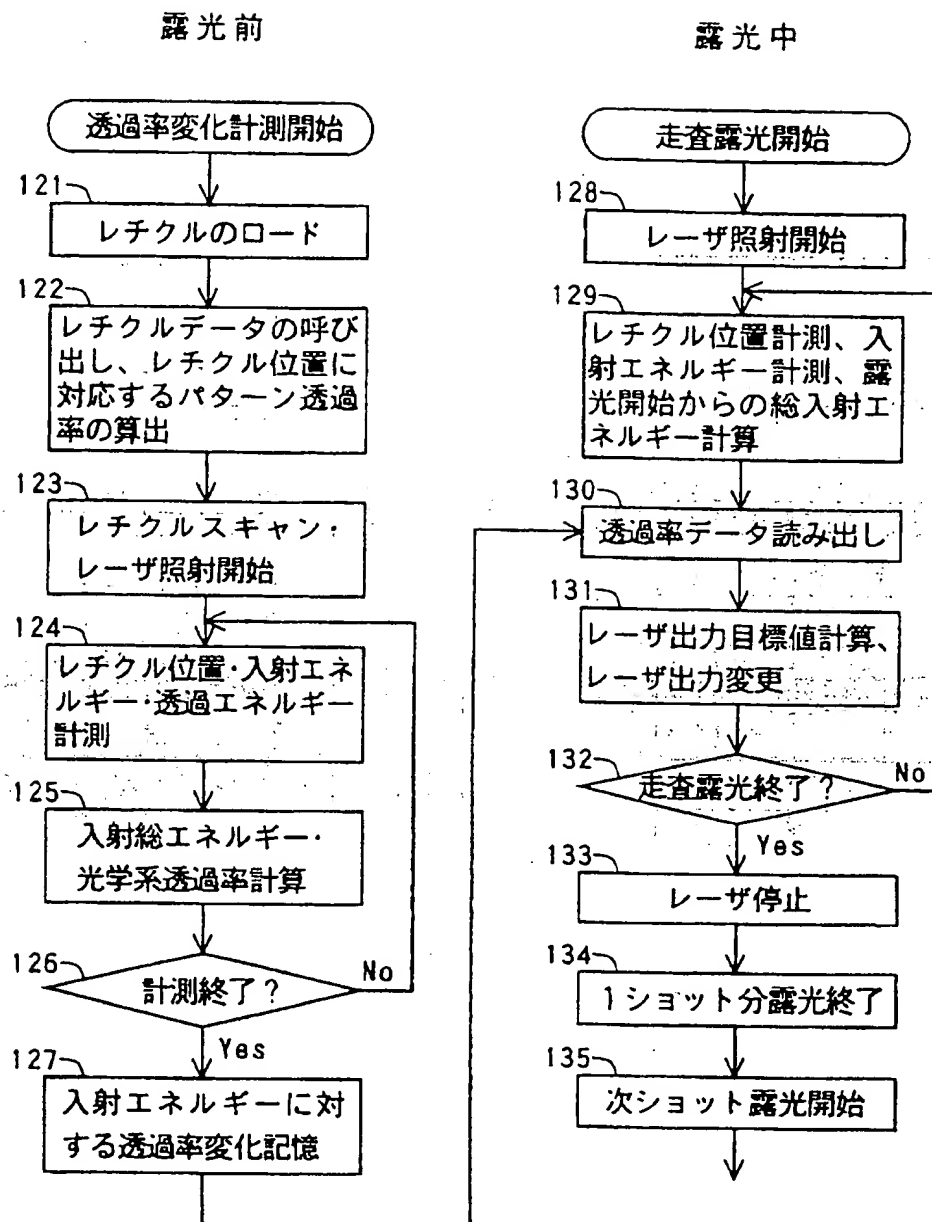 露光前
透過率変化計測開始
121
レチクルのロード
122
レチクルデータの呼び
出し、レチクル位置に
対応するパターン透過
率の算出
123
レチクルスキャン・
レーザ照射開始
124
レチクル位置・入射エネ
ルギー・透過エネルギー
計測
125
入射総エネルギー・
光学系透過率計算
126
計測終了?
No
Yes
127
入射エネルギーに対
する透過率変化記憶
露光中
走査露光開始
128
レーザ照射開始
129
レチクル位置計測、入
射エネルギー計測、露
光開始からの総入射エ
ネルギー計算
130
透過率データ読み出し
131
レーザ出力目標値計算、
レーザ出力変更
132
走査露光終了?
No
Yes
133
レーザ停止
134
1ショット分露光終了
135
次ショット露光開始